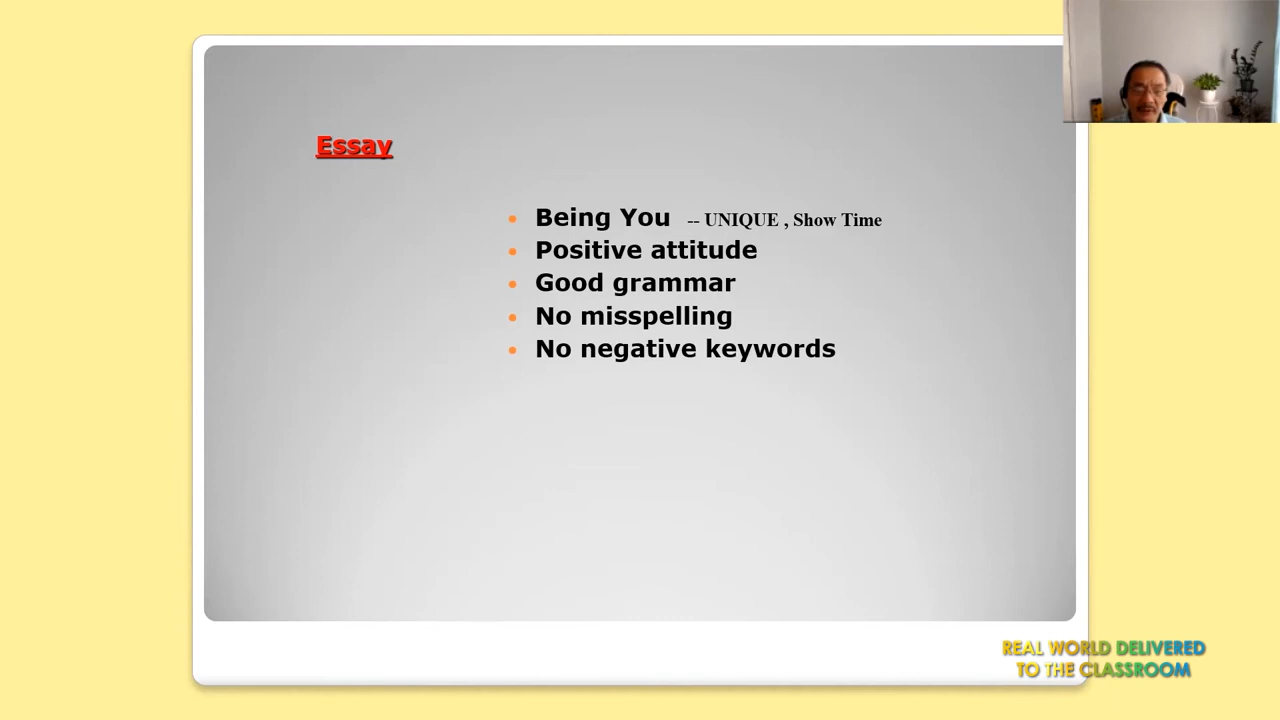 Essay
Being You -- UNIQUE , Show Time
Positive attitude
Good grammar
No misspelling
No negative keywords
REAL WORLD DELIVERED
TO THE CLASSROOM